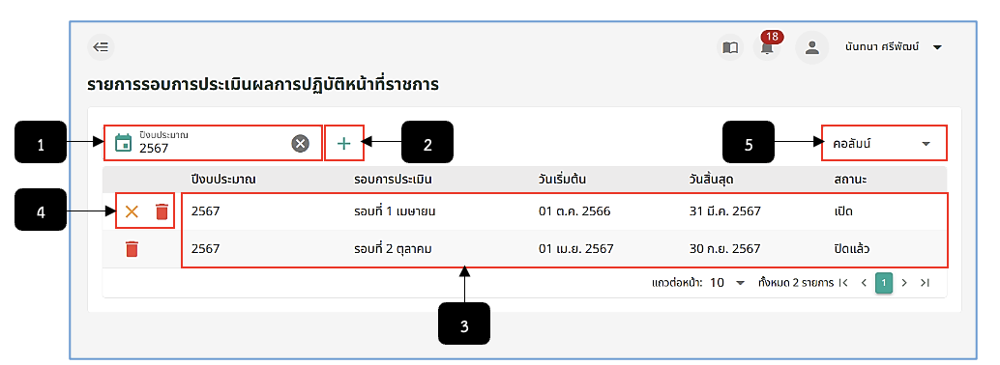 18
นันทนา ศรีพัฒน์
รายการรอบการประเมินผลการปฏิบัติหน้าที่ราชการ
1
ปีงบประมาณ
2567
2
5
คอลัมน์
ปีงบประมาณ รอบการประเมิน วันเริ่มต้น วันสิ้นสุด สถานะ
4
2567 รอบที่ 1 เมษายน 01 ต.ค. 2566 31 มี.ค. 2567 เปิด
2567 รอบที่ 2 ตุลาคม 01 เม.ย. 2567 30 ก.ย. 2567 ปิดแล้ว
แถวต่อหน้า: 10 ทั้งหมด 2 รายการ 1
3